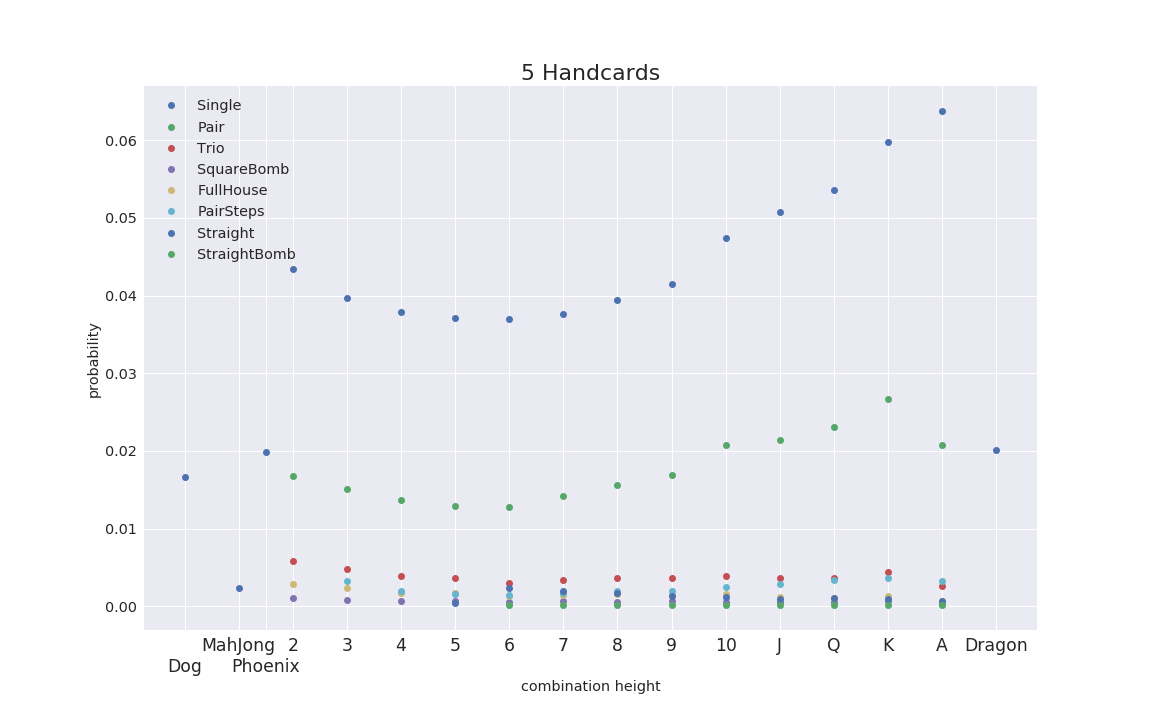 5 Handcards
Single
Pair
Trio
SquareBomb
FullHouse
PairSteps
Straight
StraightBomb
0.06
0.05
0.04
0.03
0.02
0.01
0.00
probability
MahJong 2 3 4 5 6 7 8 9 10 J Q K A Dragon
Dog Phoenix
combination height